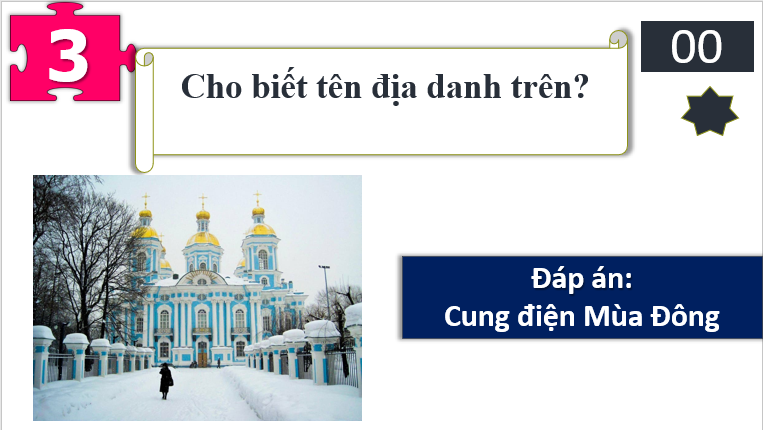 3
Cho biết tên địa danh trên?
00
Đáp án:
Cung điện Mùa Đông